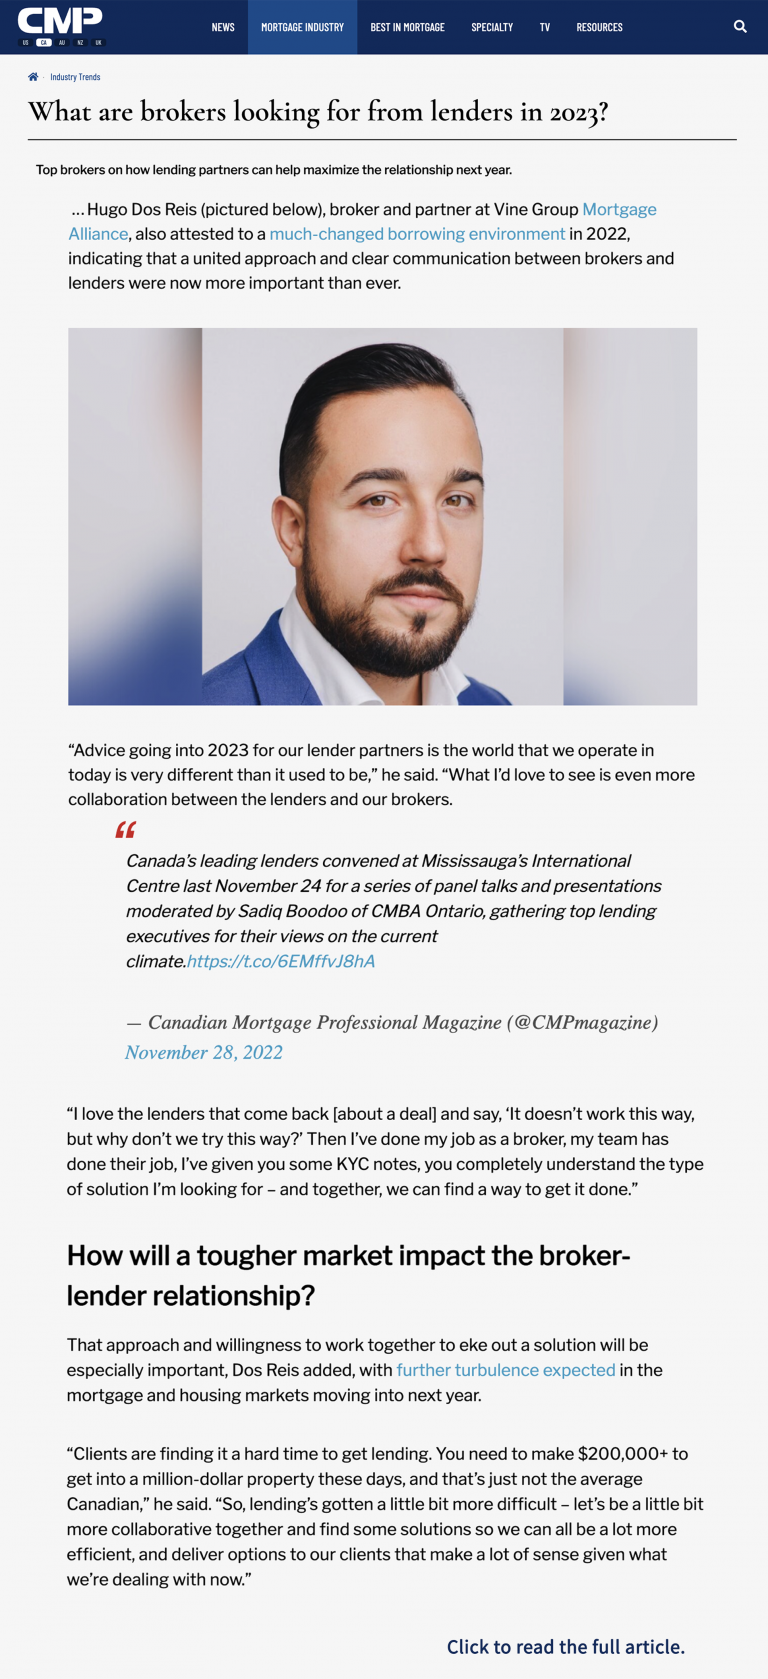 CMP
US CA AU NZ UK
NEWS MORTGAGE INDUSTRY BEST IN MORTGAGE SPECIALTY TV RESOURCES
Industry Trends
What are brokers looking for from lenders in 2023?
Top brokers on how lending partners can help maximize the relationship next year.
...Hugo Dos Reis (pictured below), broker and partner at Vine Group Mortgage
Alliance, also attested to a much-changed borrowing environment in 2022,
indicating that a united approach and clear communication between brokers and
lenders were now more important than ever.
“Advice going into 2023 for our lender partners is the world that we operate in
today is very different than it used to be,” he said. “What I’d love to see is even more
collaboration between the lenders and our brokers.
“
Canada’s leading lenders convened at Mississauga’s International
Centre last November 24 for a series of panel talks and presentations
moderated by Sadiq Boodoo of CMBA Ontario, gathering top lending
executives for their views on the current
climate.https://t.co/6EMffvJ8hA
— Canadian Mortgage Professional Magazine (@CMPmagazine)
November 28, 2022
“I love the lenders that come back [about a deal] and say, ‘It doesn’t work this way,
but why don’t we try this way?’ Then I’ve done my job as a broker, my team has
done their job, I’ve given you some KYC notes, you completely understand the type
of solution I’m looking for – and together, we can find a way to get it done.”
How will a tougher market impact the broker-
lender relationship?
That approach and willingness to work together to eke out a solution will be
especially important, Dos Reis added, with further turbulence expected in the
mortgage and housing markets moving into next year.
“Clients are finding it a hard time to get lending. You need to make $200,000+ to
get into a million-dollar property these days, and that’s just not the average
Canadian,” he said. “So, lending’s gotten a little bit more difficult – let’s be a little bit
more collaborative together and find some solutions so we can all be a lot more
efficient, and deliver options to our clients that make a lot of sense given what
we’re dealing with now.”
Click to read the full article.